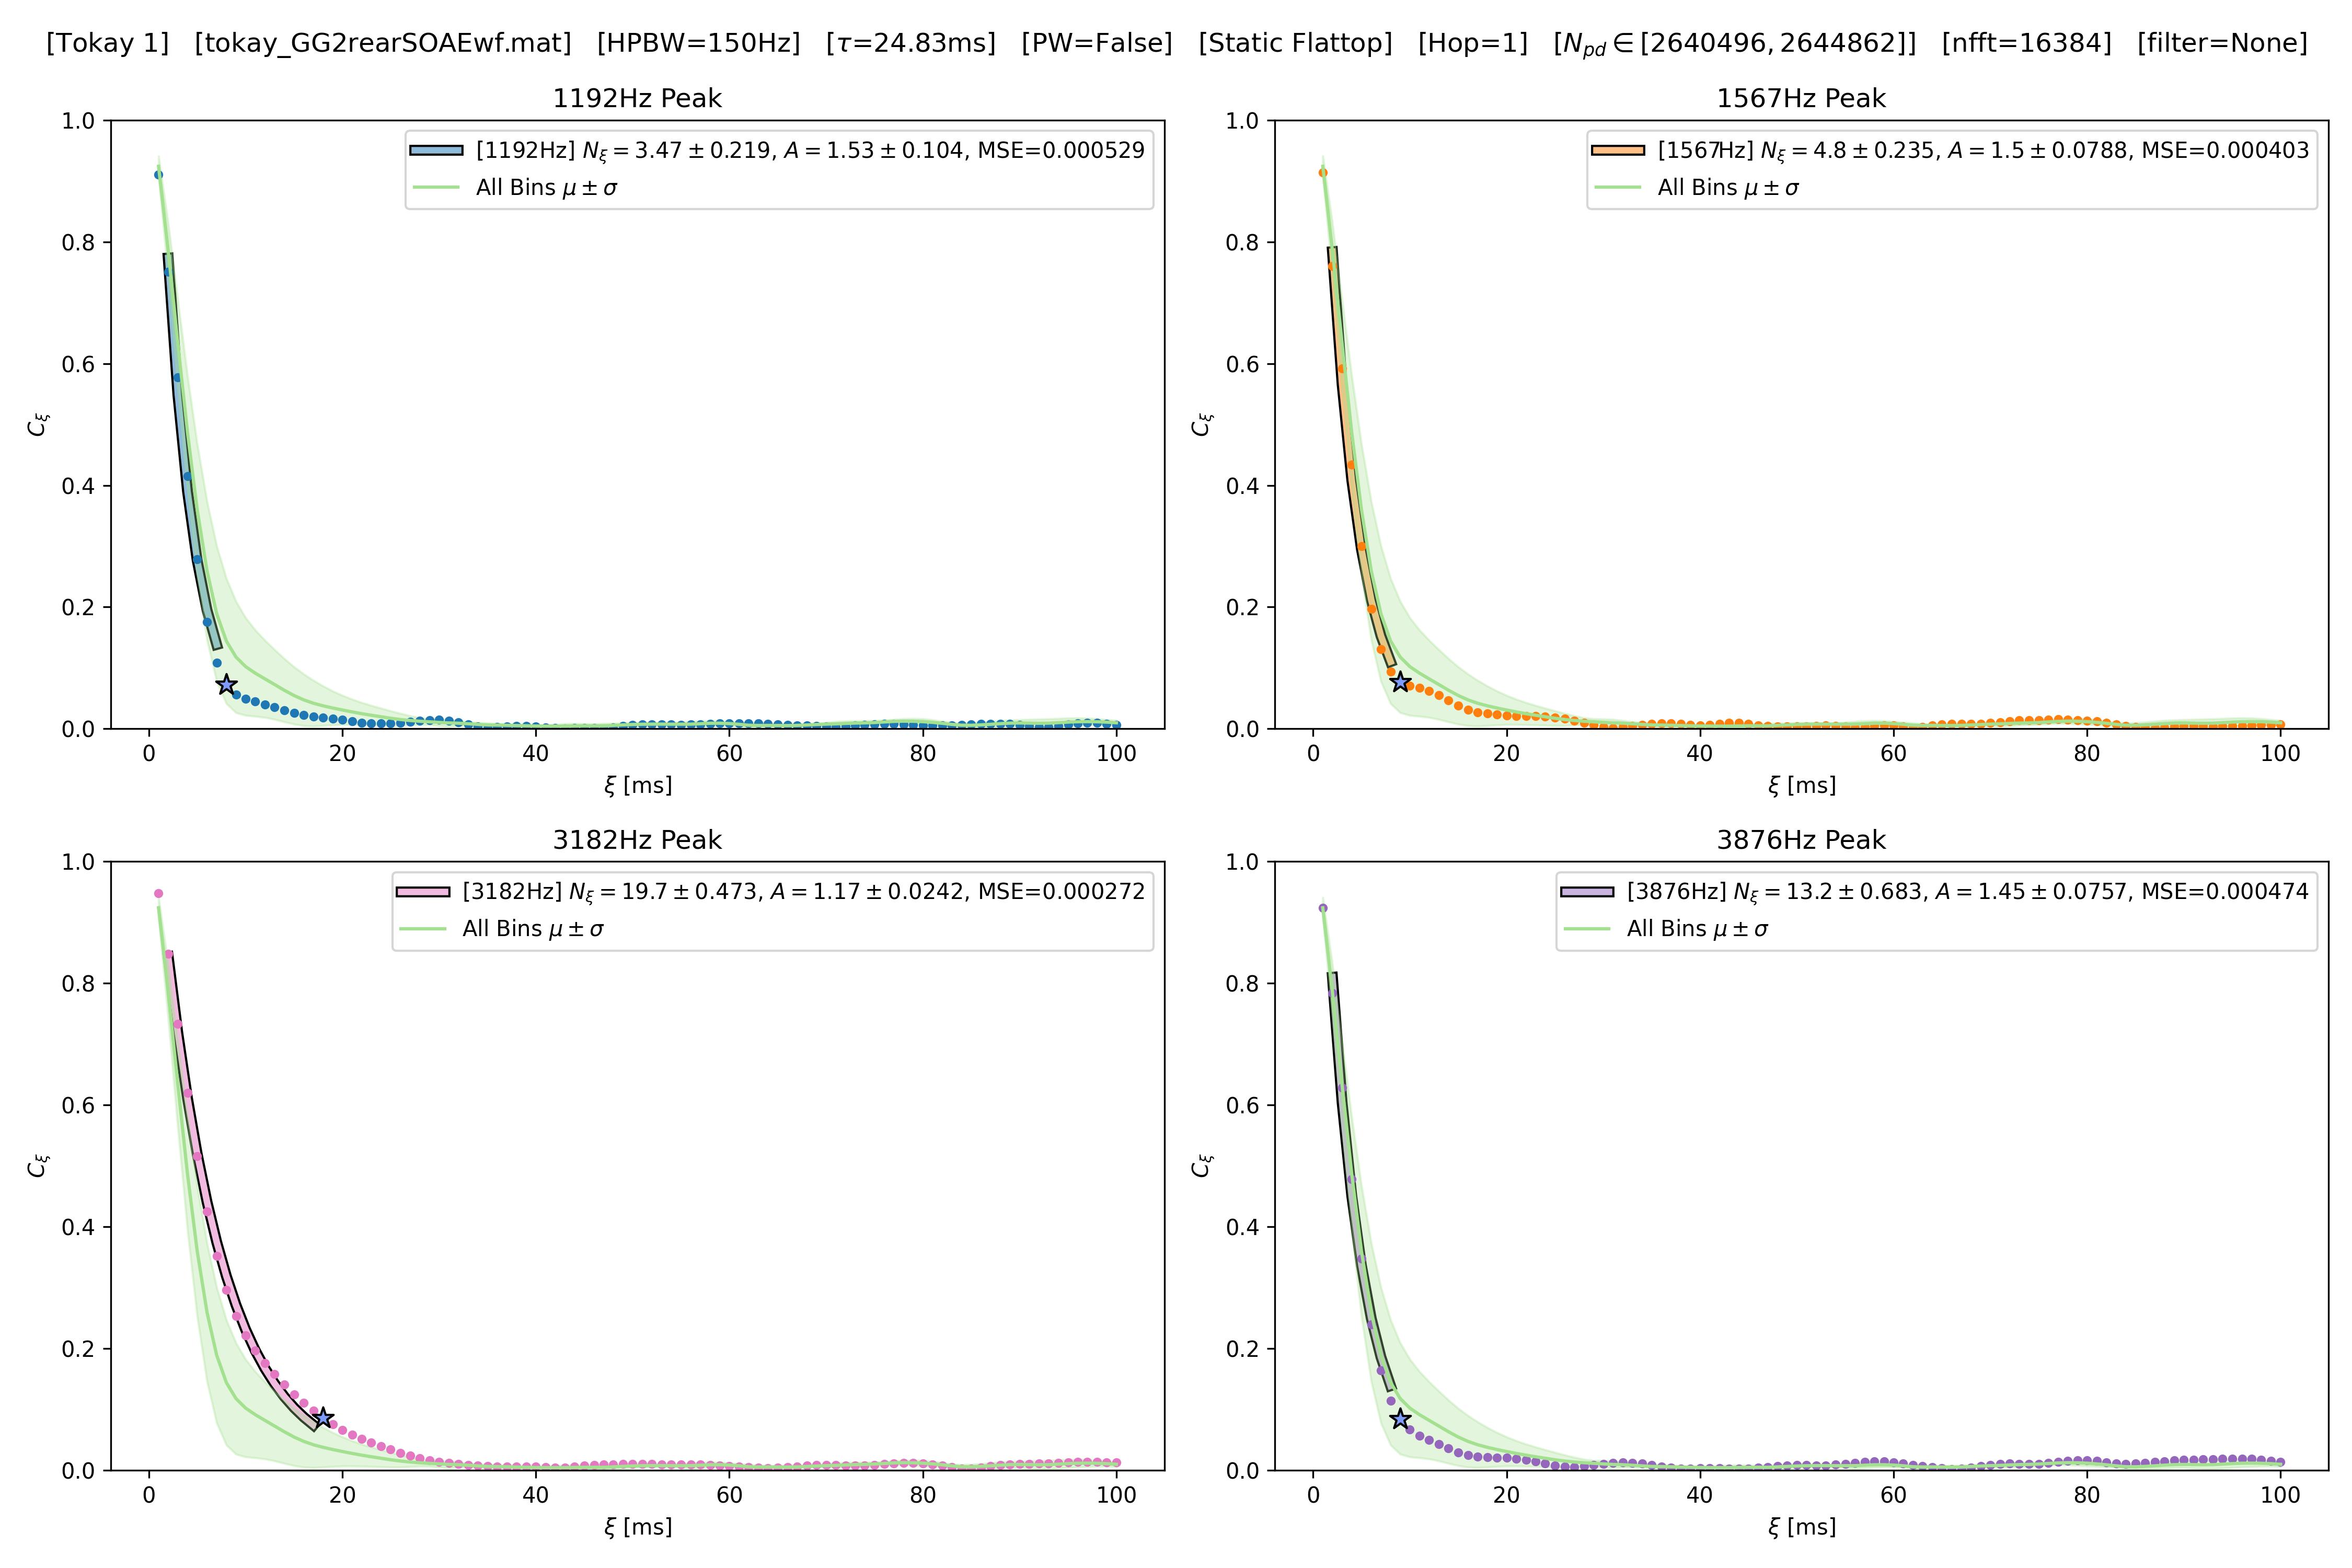 [Tokay 1] [tokay_GG2rearSOAEwf.mat] [HPBW=150Hz] [τ=24.83ms] [PW=False] [Static Flattop] [Hop=1] [N_pd ∈ [2640496, 2644862]] [nfft=16384] [filter=None]
1192Hz Peak
[1192Hz] N_ξ = 3.47 ± 0.219, A = 1.53 ± 0.104, MSE=0.000529
All Bins μ ± σ
1.0
0.8
0.6
0.4
0.2
0.0
C_ξ
0 20 40 60 80 100
ξ [ms]
1567Hz Peak
[1567Hz] N_ξ = 4.8 ± 0.235, A = 1.5 ± 0.0788, MSE=0.000403
All Bins μ ± σ
1.0
0.8
0.6
0.4
0.2
0.0
C_ξ
0 20 40 60 80 100
ξ [ms]
3182Hz Peak
[3182Hz] N_ξ = 19.7 ± 0.473, A = 1.17 ± 0.0242, MSE=0.000272
All Bins μ ± σ
1.0
0.8
0.6
0.4
0.2
0.0
C_ξ
0 20 40 60 80 100
ξ [ms]
3876Hz Peak
[3876Hz] N_ξ = 13.2 ± 0.683, A = 1.45 ± 0.0757, MSE=0.000474
All Bins μ ± σ
1.0
0.8
0.6
0.4
0.2
0.0
C_ξ
0 20 40 60 80 100
ξ [ms]